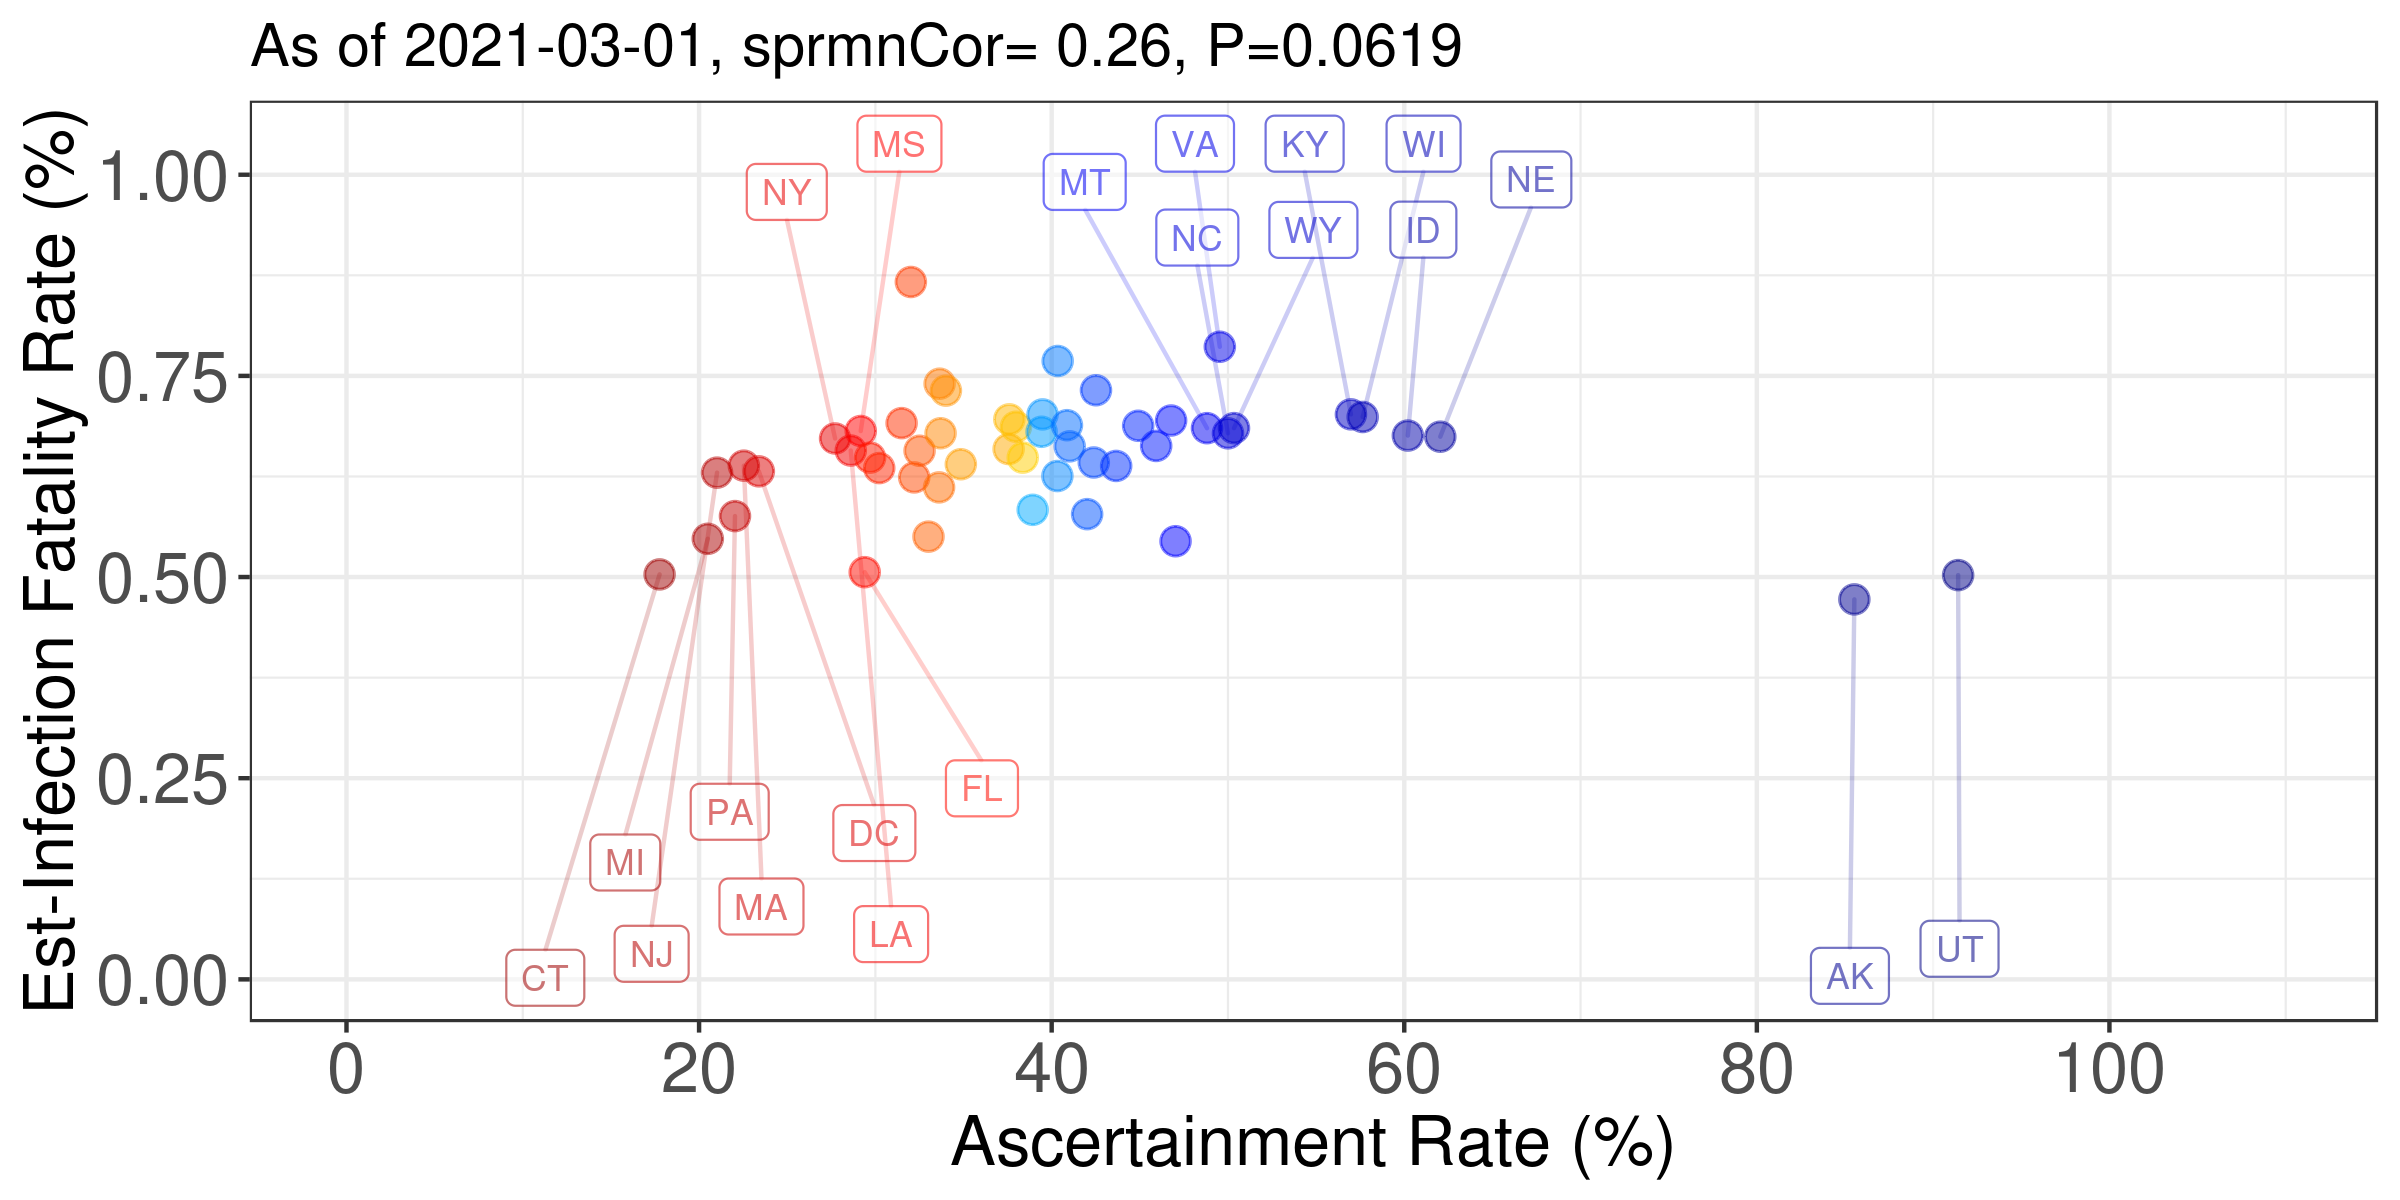 As of 2021-03-01, sprmnCor= 0.26, P=0.0619
Est-Infection Fatality Rate (%)
1.00
0.75
0.50
0.25
0.00
MS
VA
KY
WI
NY
MT
NE
NC
WY
ID
FL
PA
DC
MI
MA
LA
NJ
CT
AK
UT
0 20 40 60 80 100
Ascertainment Rate (%)